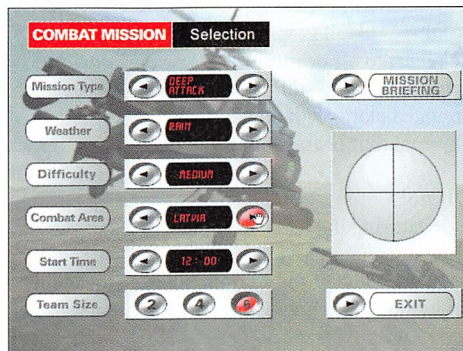 COMBAT MISSION Selection
Mission Type
DEEP
ATTACK
MISSION
BRIEFING
Weather
RAIN
Difficulty
MEDIUM
Combat Area
LATVIA
Start Time
12:00
Team Size
2 4 6
EXIT